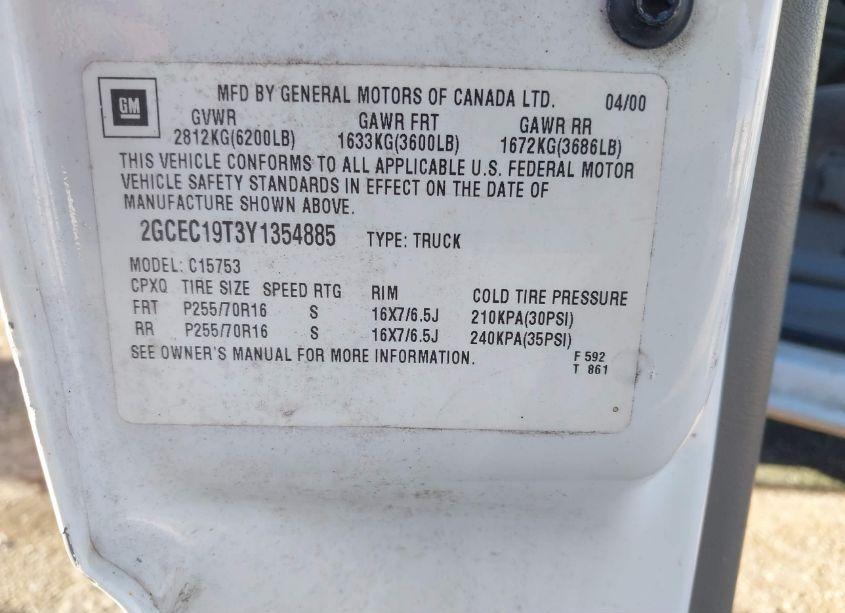 GM
MFD BY GENERAL MOTORS OF CANADA LTD. 04/00
GVWR GAWR FRT GAWR RR
2812KG(6200LB) 1633KG(3600LB) 1672KG(3686LB)
THIS VEHICLE CONFORMS TO ALL APPLICABLE U.S. FEDERAL MOTOR
VEHICLE SAFETY STANDARDS IN EFFECT ON THE DATE OF
MANUFACTURE SHOWN ABOVE.
2GCEC19T3Y1354885 TYPE: TRUCK
MODEL: C15753
CPXQ TIRE SIZE SPEED RTG RIM COLD TIRE PRESSURE
FRT P255/70R16 S 16X7/6.5J 210KPA(30PSI)
RR P255/70R16 S 16X7/6.5J 240KPA(35PSI)
SEE OWNER'S MANUAL FOR MORE INFORMATION. F 592
T 861